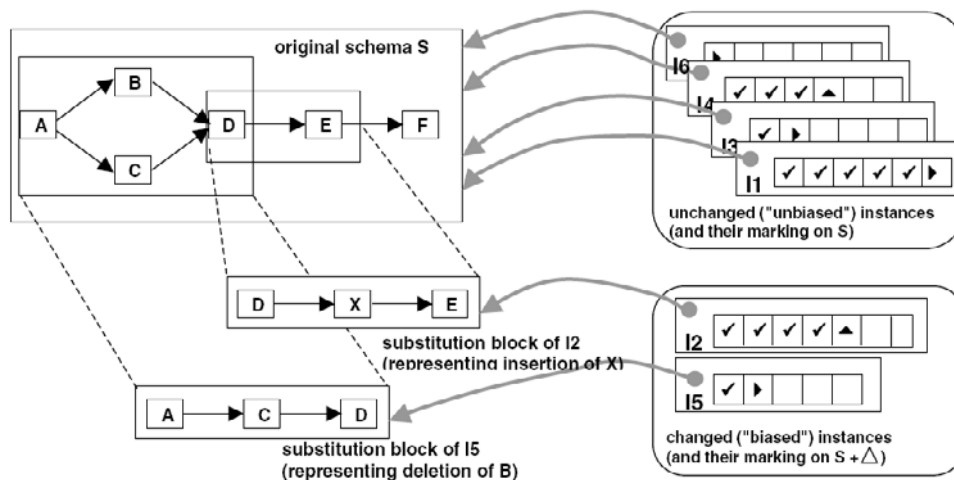 original schema S
A
B
C
D
E
F
I6
I4
I3
I1
unchanged ("unbiased") instances
(and their marking on S)
D
X
E
substitution block of I2
(representing insertion of X)
A
C
D
substitution block of I5
(representing deletion of B)
I2
I5
changed ("biased") instances
(and their marking on S +△)